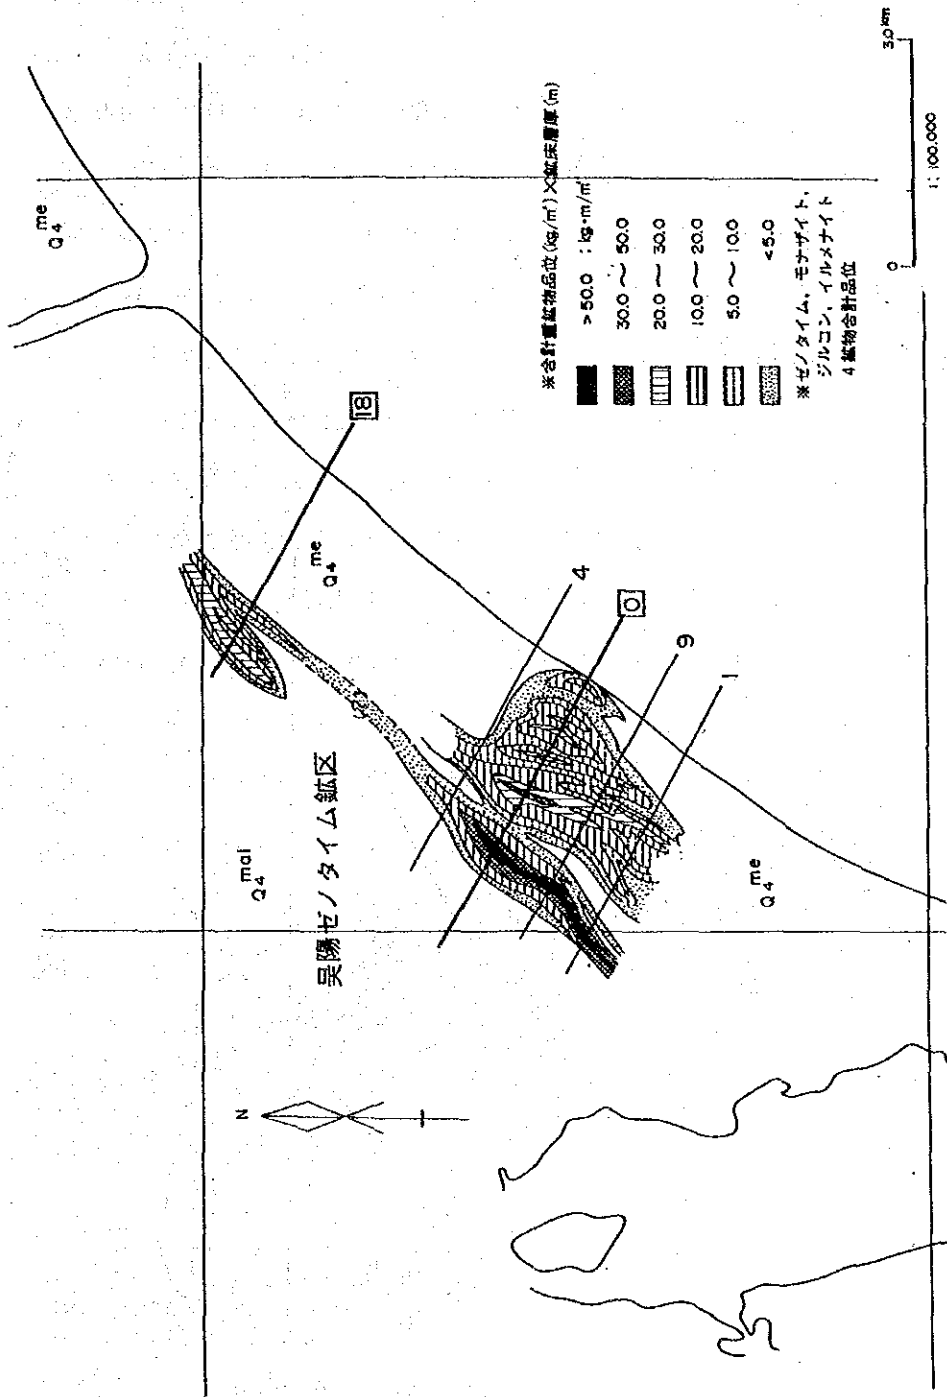 Q₄ᵐᵉ
18
Q₄ᵐᵉ
4
0
9
1
Q₄ᵐᵃˡ
呉陽ゼノタイム鉱区
Q₄ᵐᵉ
N
※合計重鉱物品位(kg/㎥)×鉱床層厚(m)
>50.0 : kg・m/㎥
30.0〜50.0
20.0〜30.0
10.0〜20.0
5.0〜10.0
<5.0
※ゼノタイム，モナザイト，
ジルコン，イルメナイト
4鉱物合計品位
0 3.0 km
1:100.000